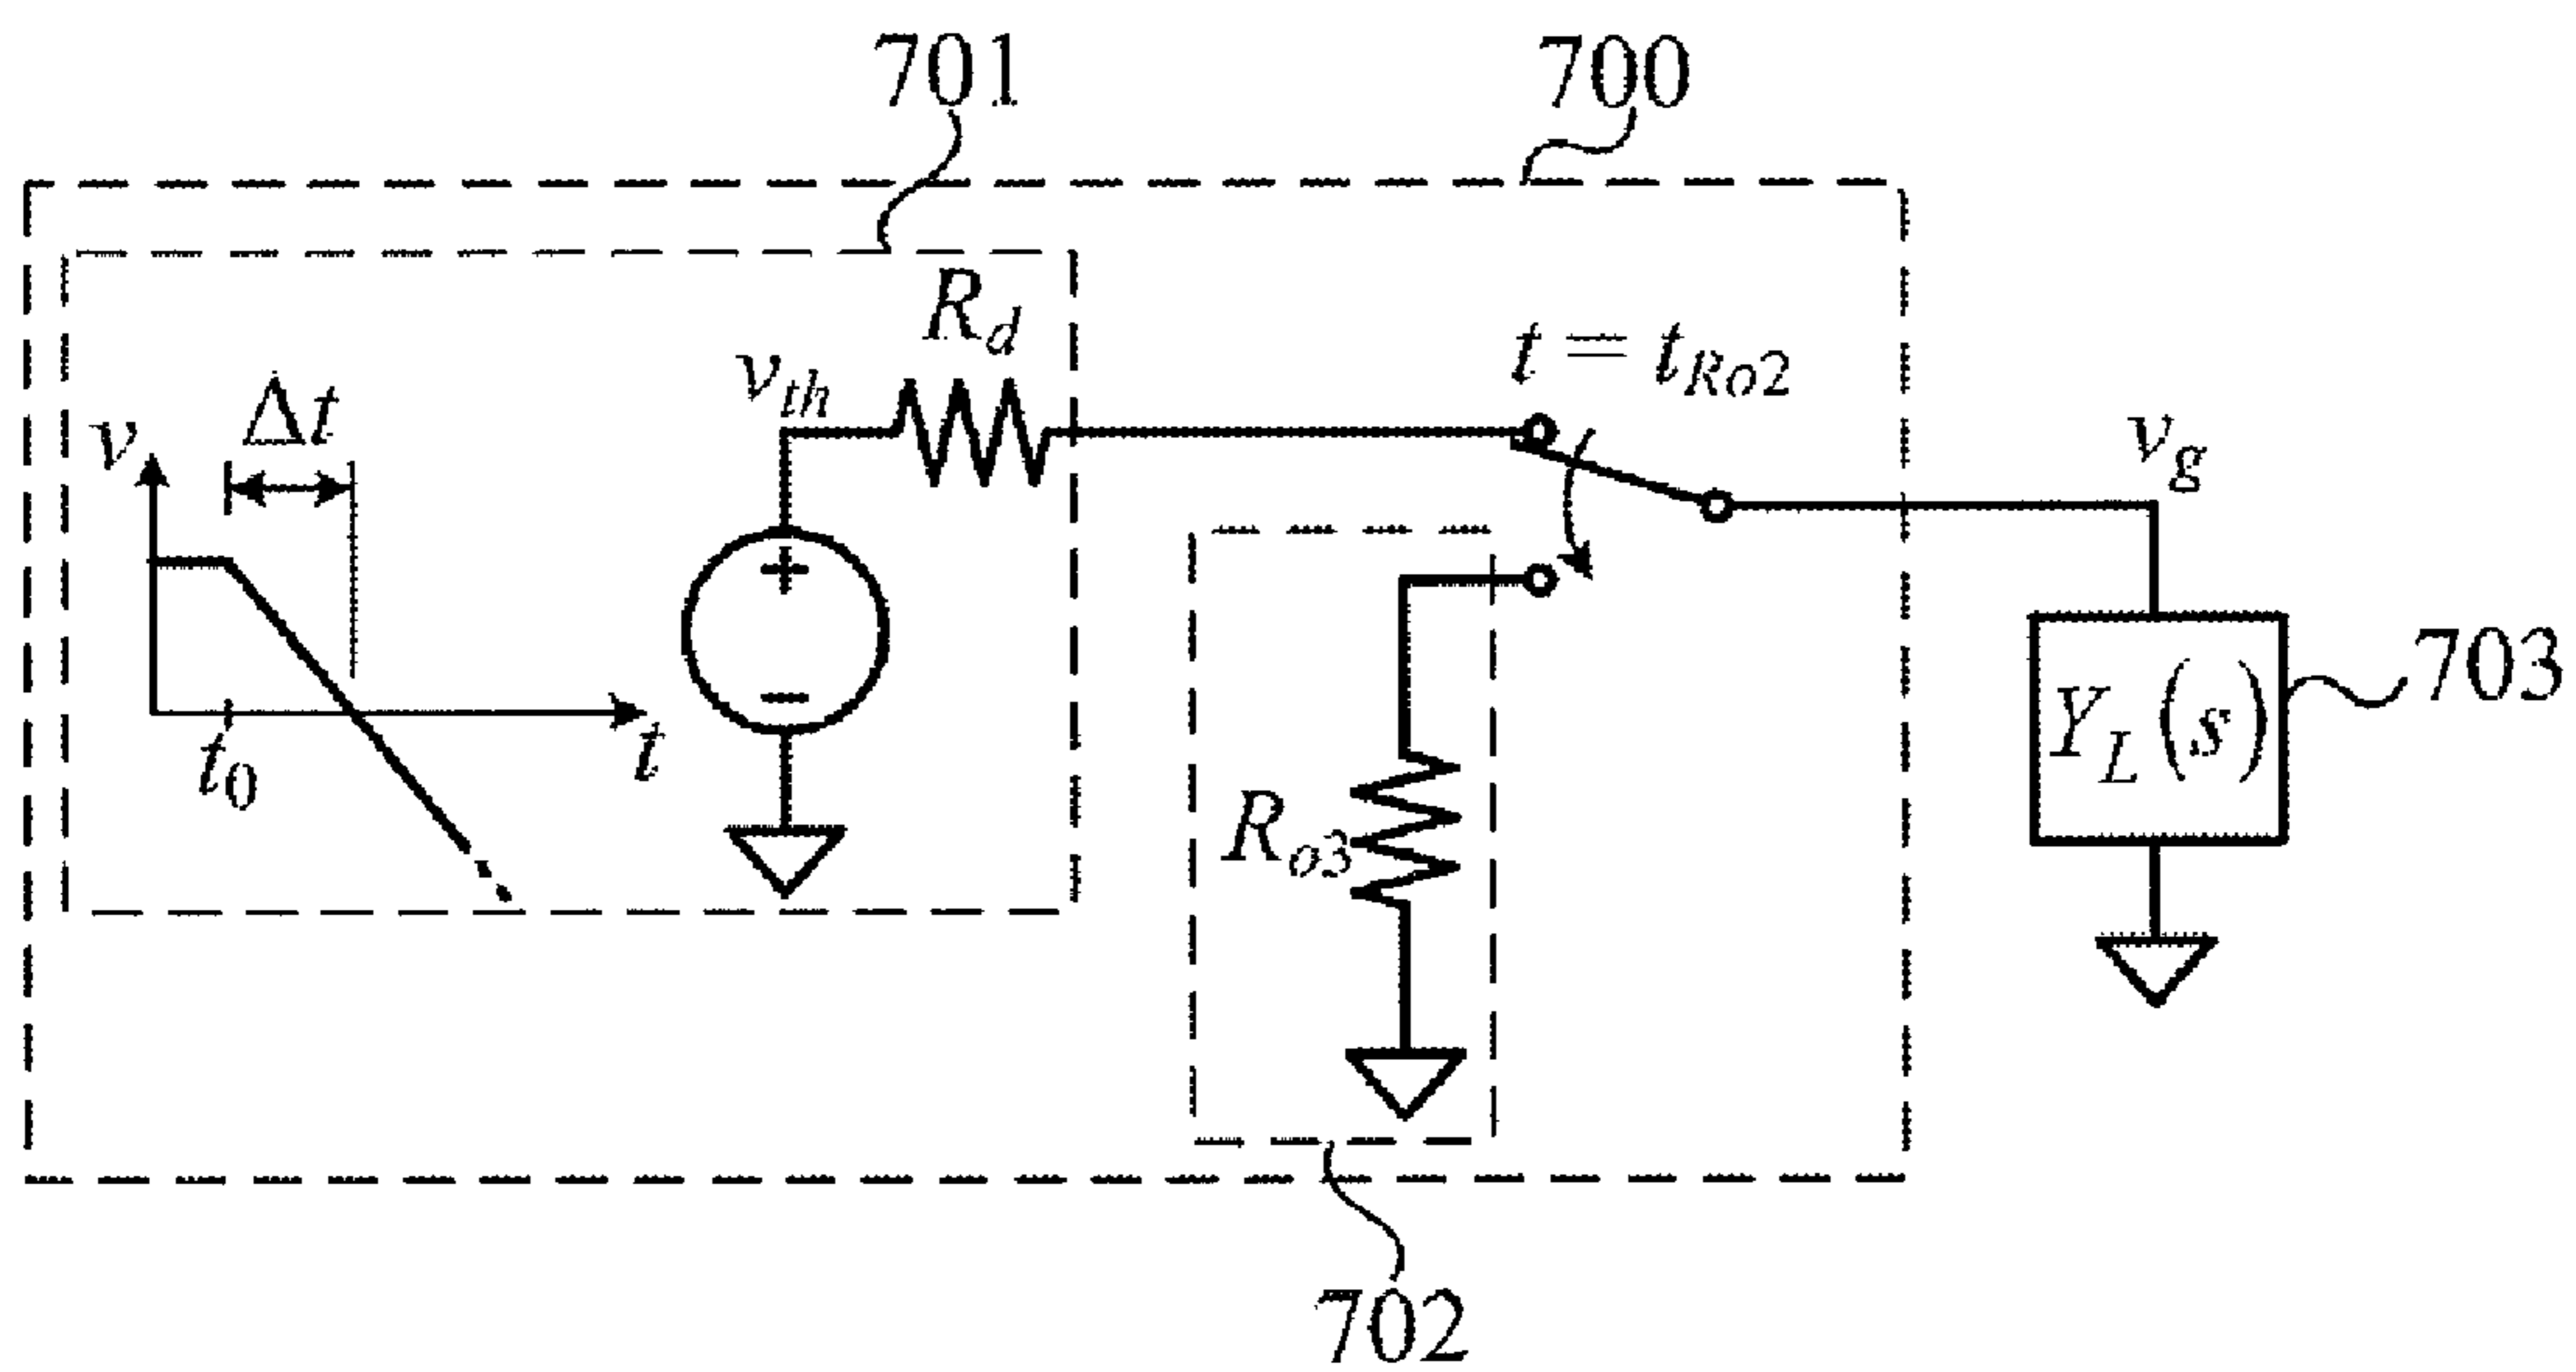 701
700
R_d
v_th
t = t_Ro2
Δt
v
v_g
t_0
t
R_o3
Y_L(s)
703
+
−
702